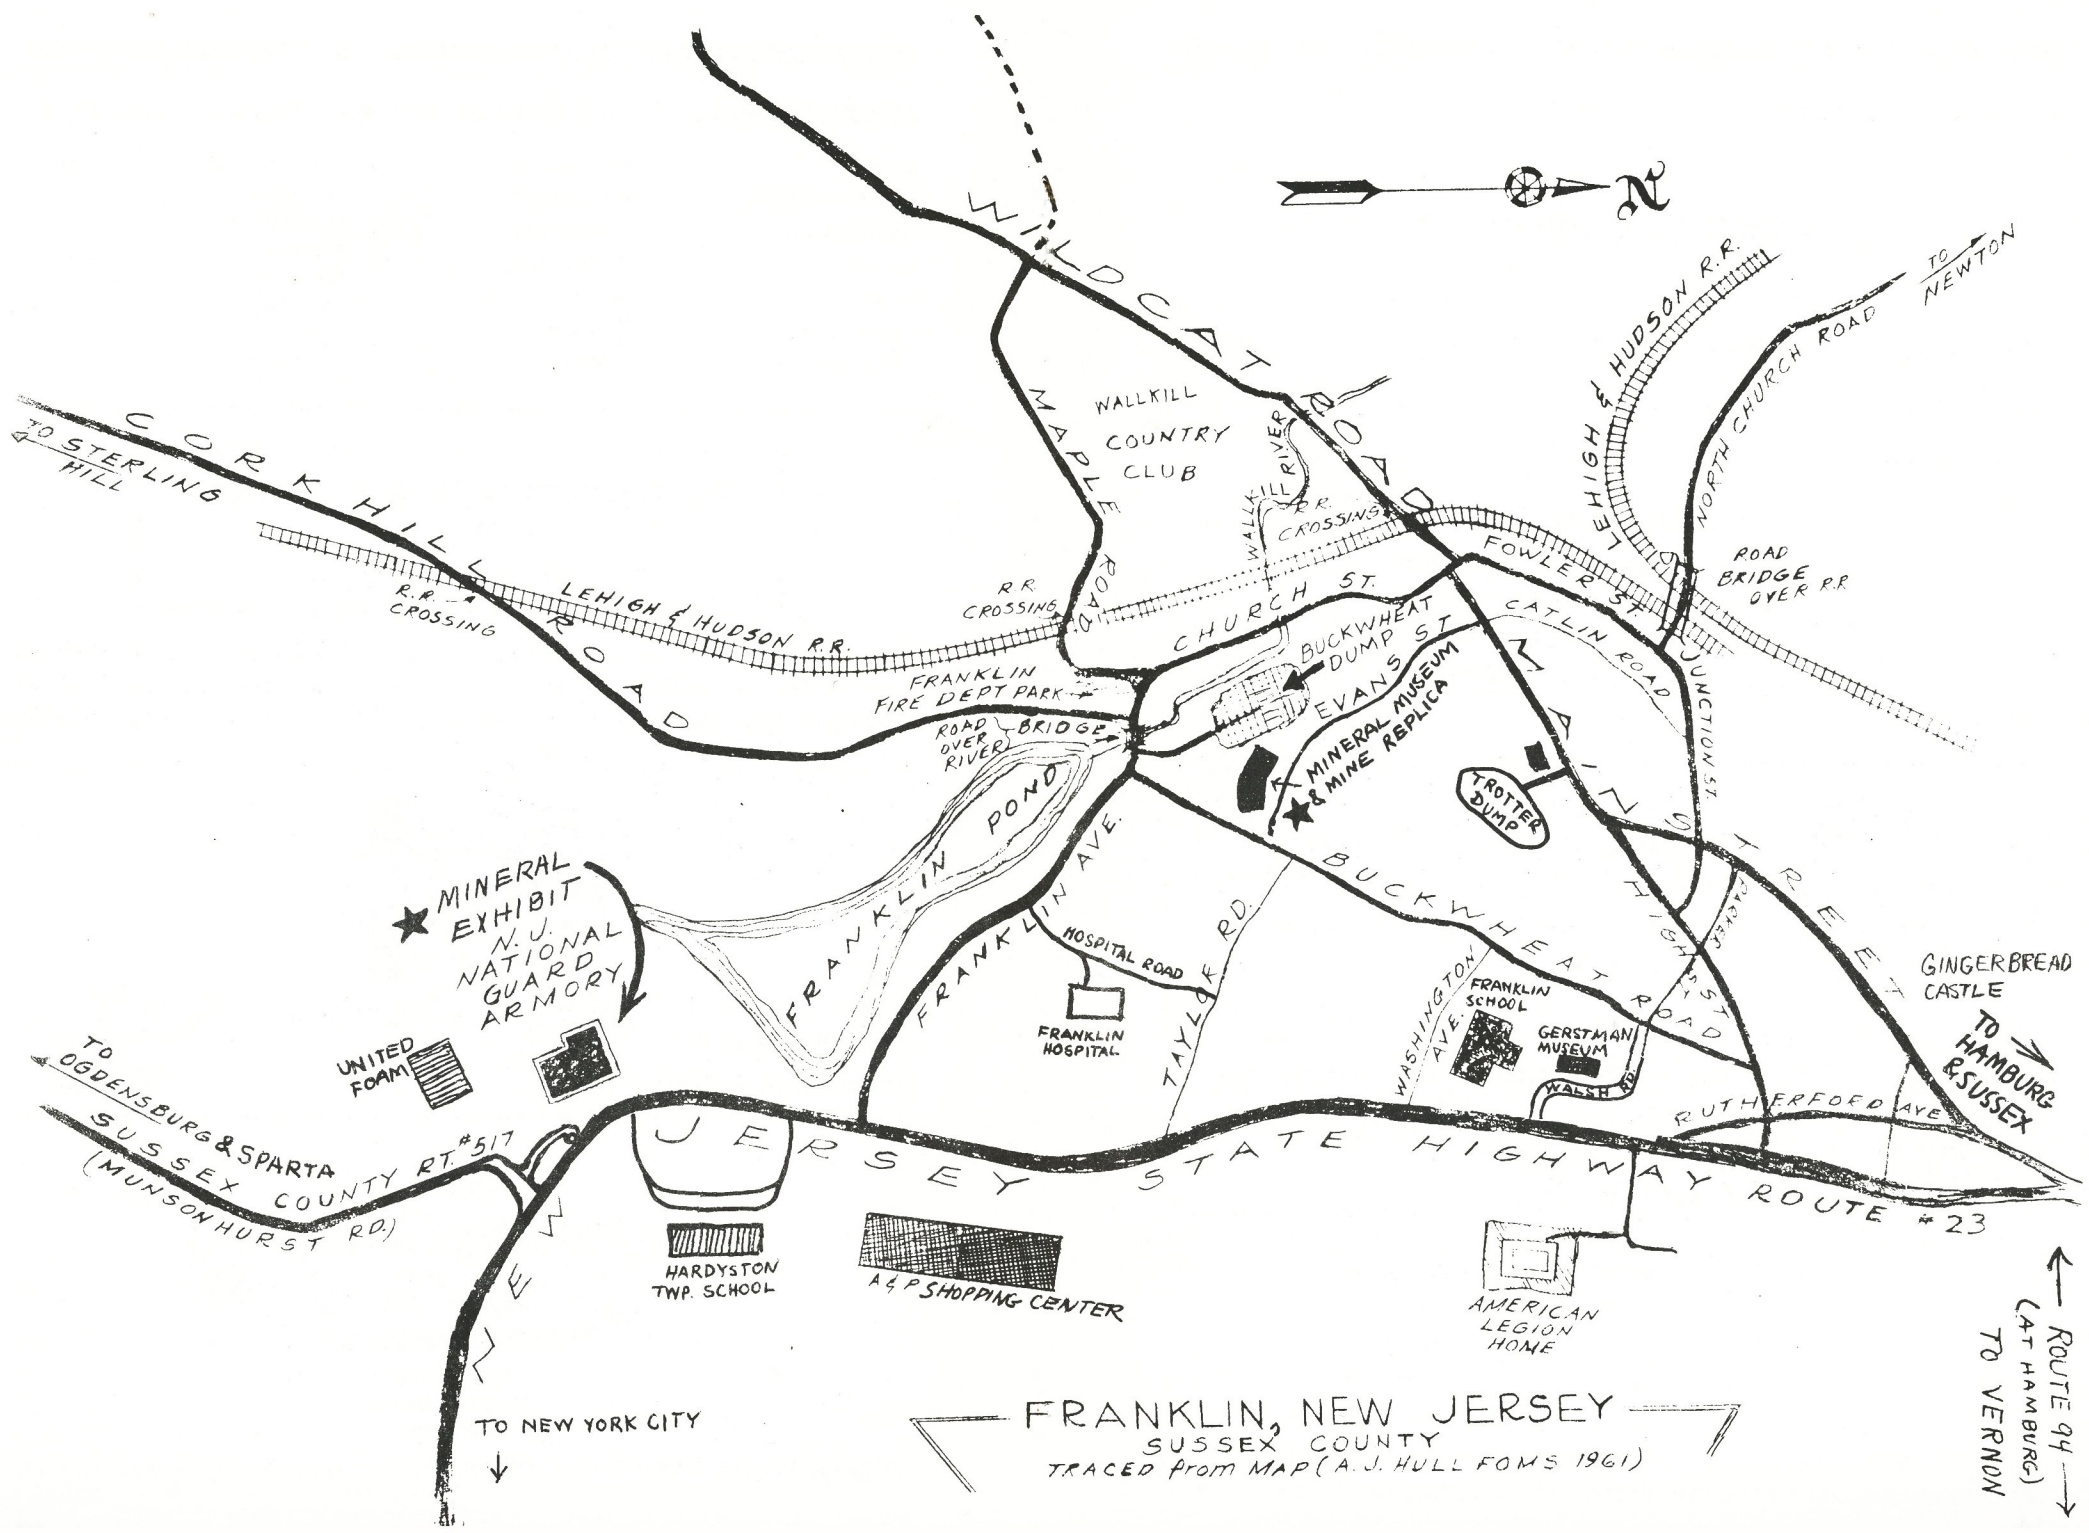 N
WILDCAT ROAD
LEHIGH & HUDSON R.R.
TO
NEWTON
NORTH CHURCH ROAD
WALLKILL
COUNTRY
CLUB
MAPLE ROAD
WALLKILL RIVER
R.R.
CROSSING
CORK HILL ROAD
TO STERLING
HILL
R.R.
CROSSING
LEHIGH & HUDSON R.R.
R.R.
CROSSING
FOWLER ST.
ROAD
BRIDGE
OVER R.R
CHURCH ST.
CATLIN ROAD
BUCKWHEAT
DUMP
EVANS ST
MAIN STREET
JUNCTION ST.
FRANKLIN
FIRE DEPT PARK
ROAD
OVER
RIVER
BRIDGE
MINERAL MUSEUM
& MINE REPLICA
TROTTER
DUMP
FRANKLIN POND
FRANKLIN AVE.
BUCKWHEAT ROAD
HIGH ST
PACKER ST
MINERAL
EXHIBIT
N.J.
NATIONAL
GUARD
ARMORY
HOSPITAL ROAD
TAYLOR RD.
WASHINGTON
AVE.
FRANKLIN
SCHOOL
GERSTMAN
MUSEUM
WALSH RD.
GINGERBREAD
CASTLE
TO
HAMBURG
& SUSSEX
FRANKLIN
HOSPITAL
UNITED
FOAM
TO
OGDENSBURG & SPARTA
SUSSEX COUNTY RT. #517
(MUNSONHURST RD.)
RUTHERFORD AVE
NEW JERSEY STATE HIGHWAY ROUTE #23
HARDYSTON
TWP. SCHOOL
A & P SHOPPING CENTER
AMERICAN
LEGION
HOME
ROUTE 94
(AT HAMBURG)
TO VERNON
TO NEW YORK CITY
FRANKLIN, NEW JERSEY
SUSSEX COUNTY
TRACED from MAP (A.J. HULL FOMS 1961)